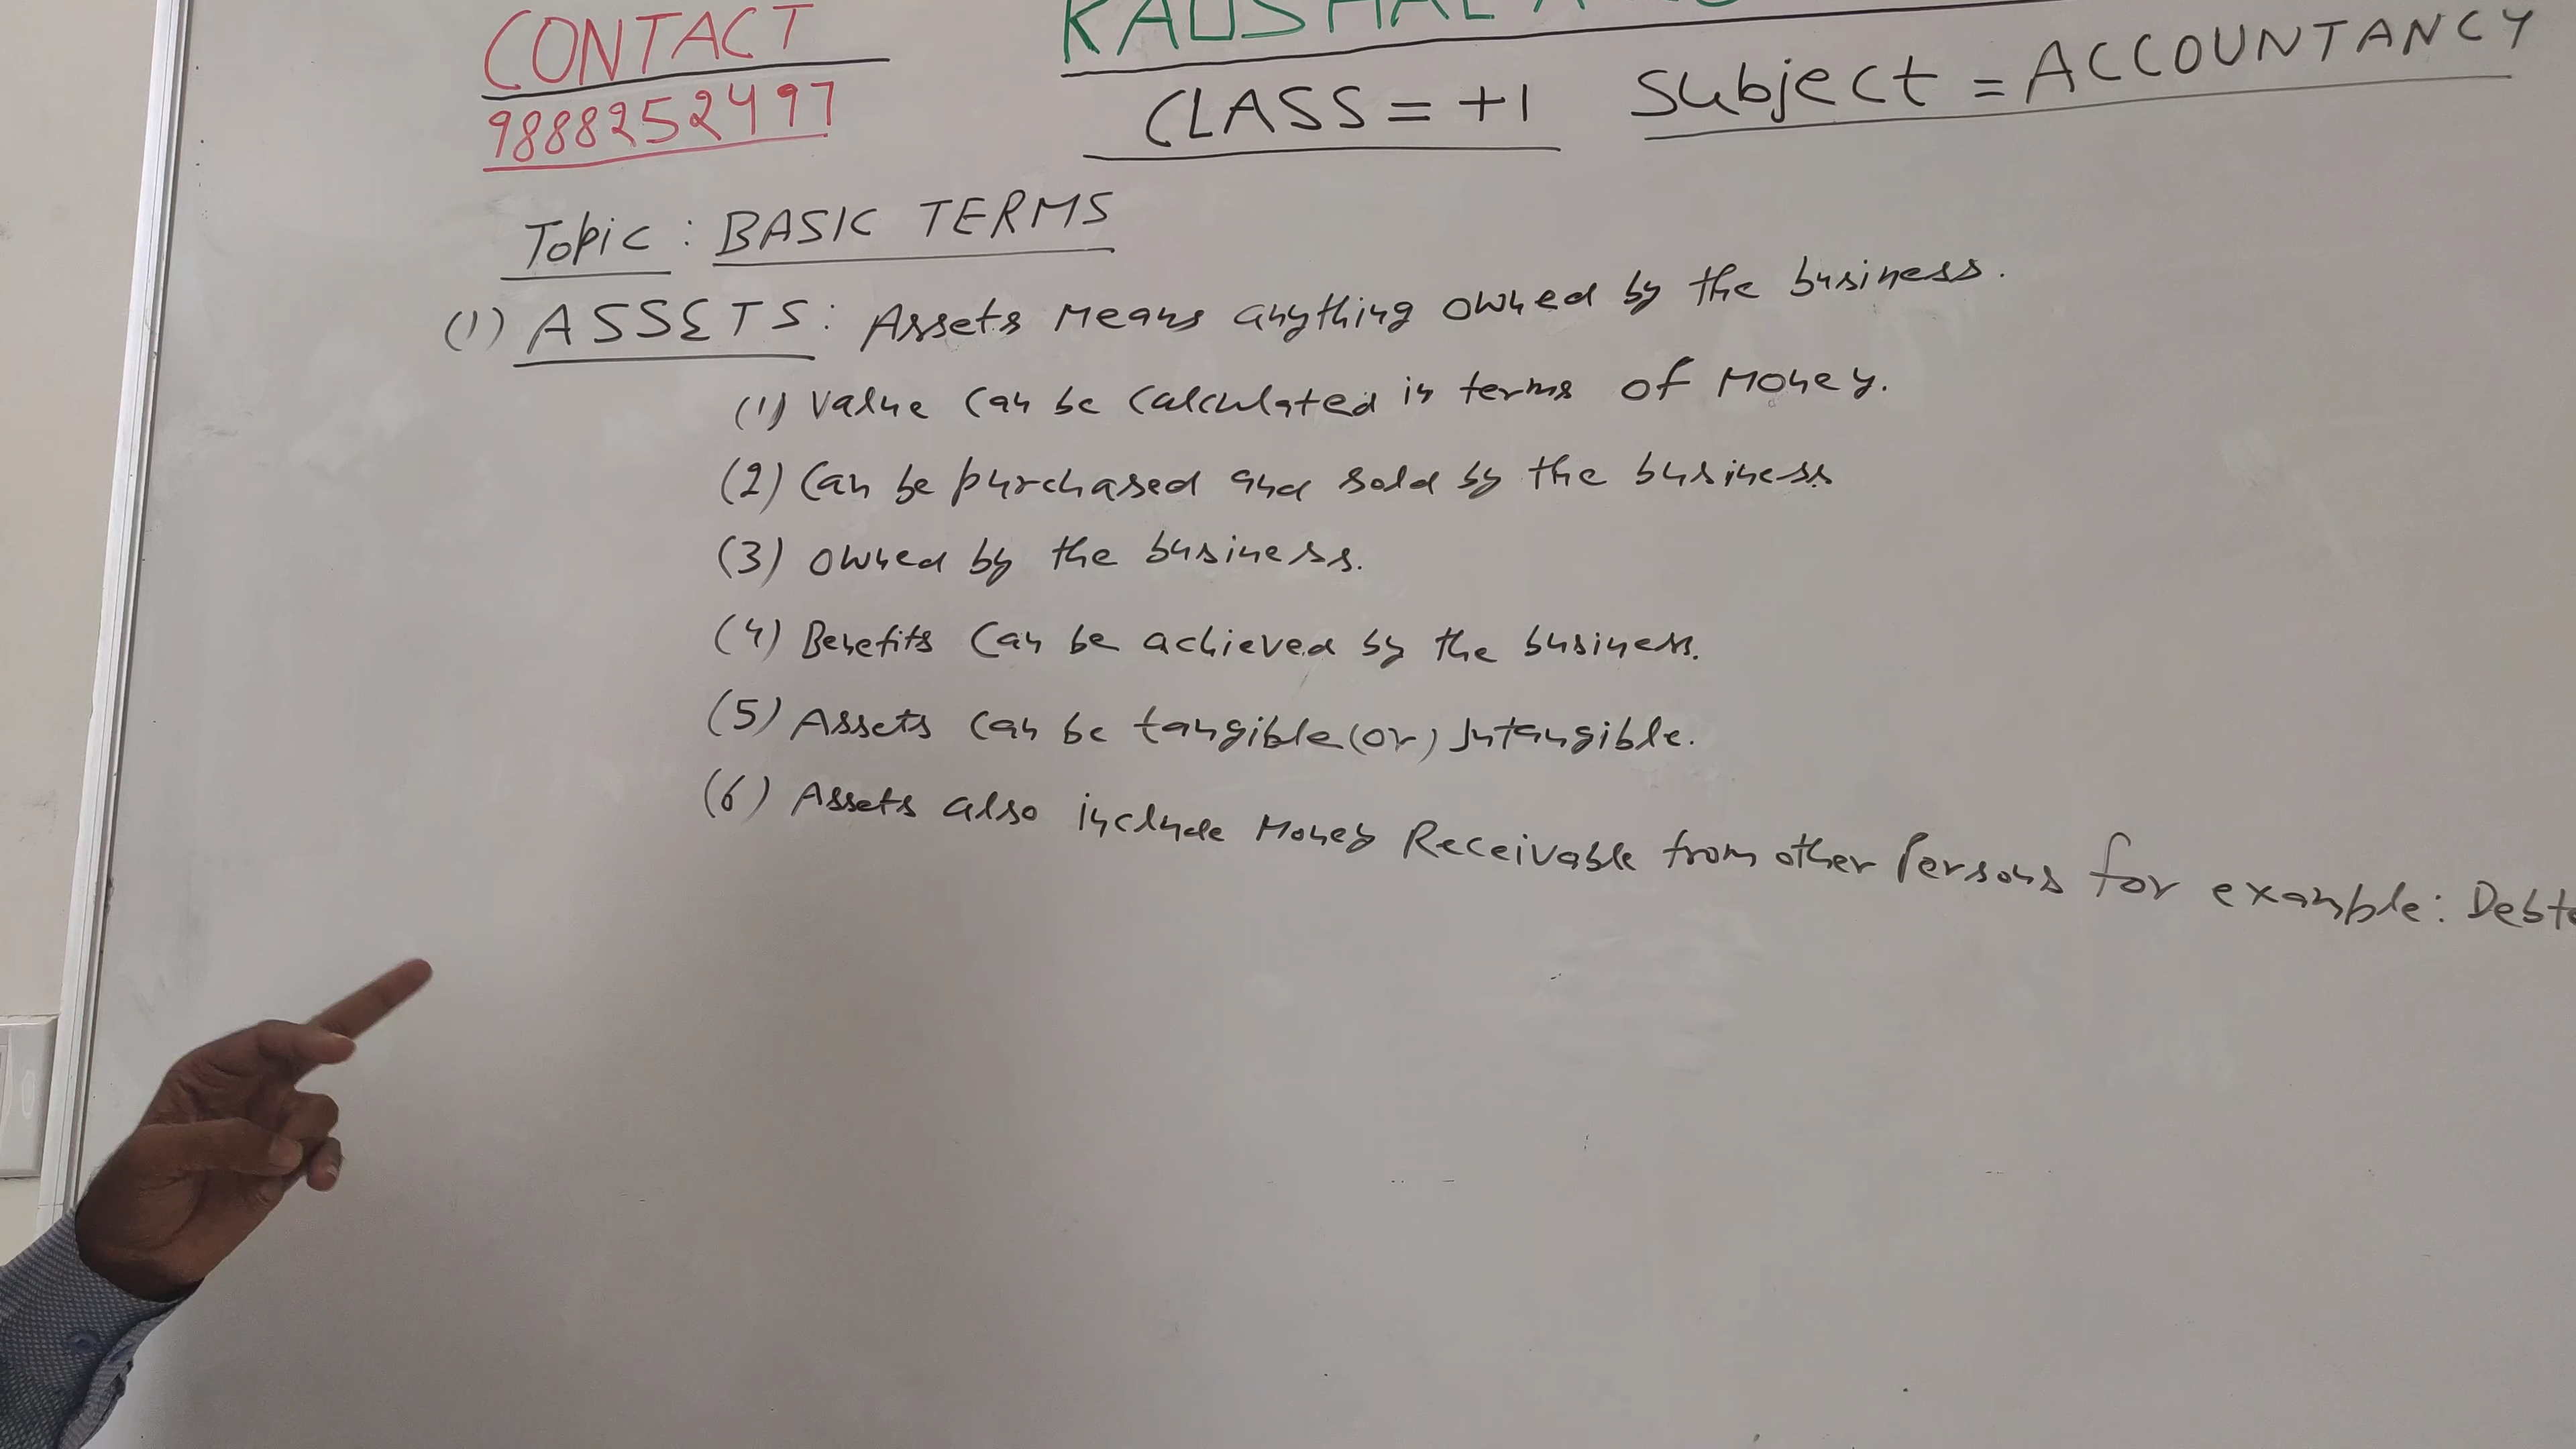 CONTACT
9888252497
CLASS = +1 Subject = ACCOUNTANCY
Topic : BASIC TERMS
(1) ASSETS : Assets Means anything owned by the business.
(1) Value Can be Calculated in terms of Money.
(2) Can be purchased and sold by the business
(3) owned by the business.
(4) Benefits Can be achieved by the business.
(5) Assets Can be tangible (or) Intangible.
(6) Assets also include Money Receivable from other Persons for example: